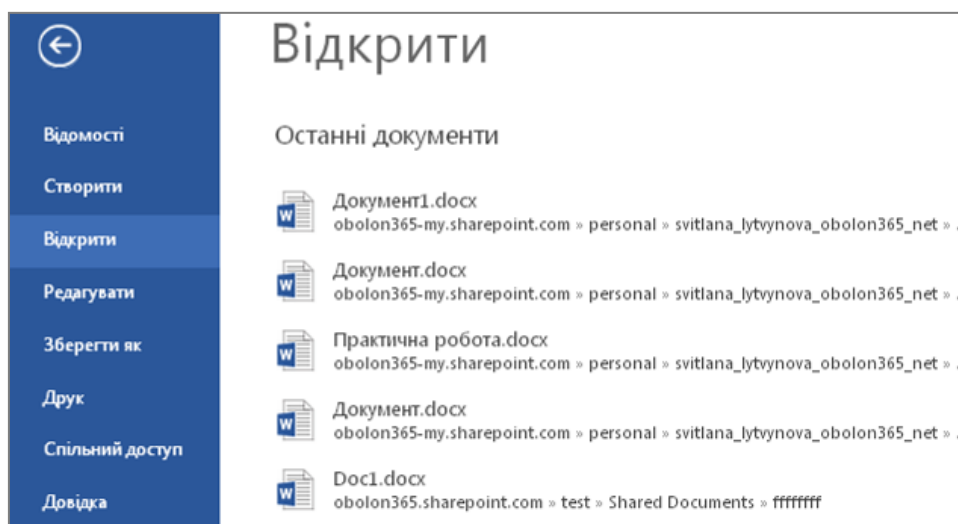 Відкрити
Відомості
Створити
Відкрити
Редагувати
Зберегти як
Друк
Спільний доступ
Довідка
Останні документи
Документ1.docx
obolon365-my.sharepoint.com » personal » svitlana_lytvynova_obolon365_net » .
Документ.docx
obolon365-my.sharepoint.com » personal » svitlana_lytvynova_obolon365_net » .
Практична робота.docx
obolon365-my.sharepoint.com » personal » svitlana_lytvynova_obolon365_net » .
Документ.docx
obolon365-my.sharepoint.com » personal » svitlana_lytvynova_obolon365_net » .
Doc1.docx
obolon365.sharepoint.com » test » Shared Documents » ffffffff